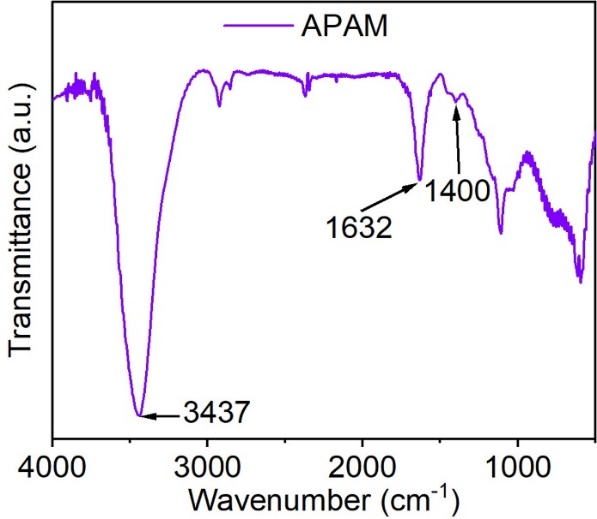 APAM
Transmittance (a.u.)
1400
1632
3437
4000 3000 2000 1000
Wavenumber (cm⁻¹)